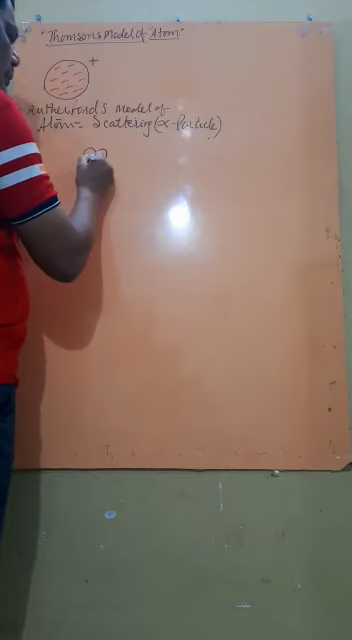 "Thomson's Model of "Atom"
+
Rutherford's Model of
Atom= Scattering (α-Particle)